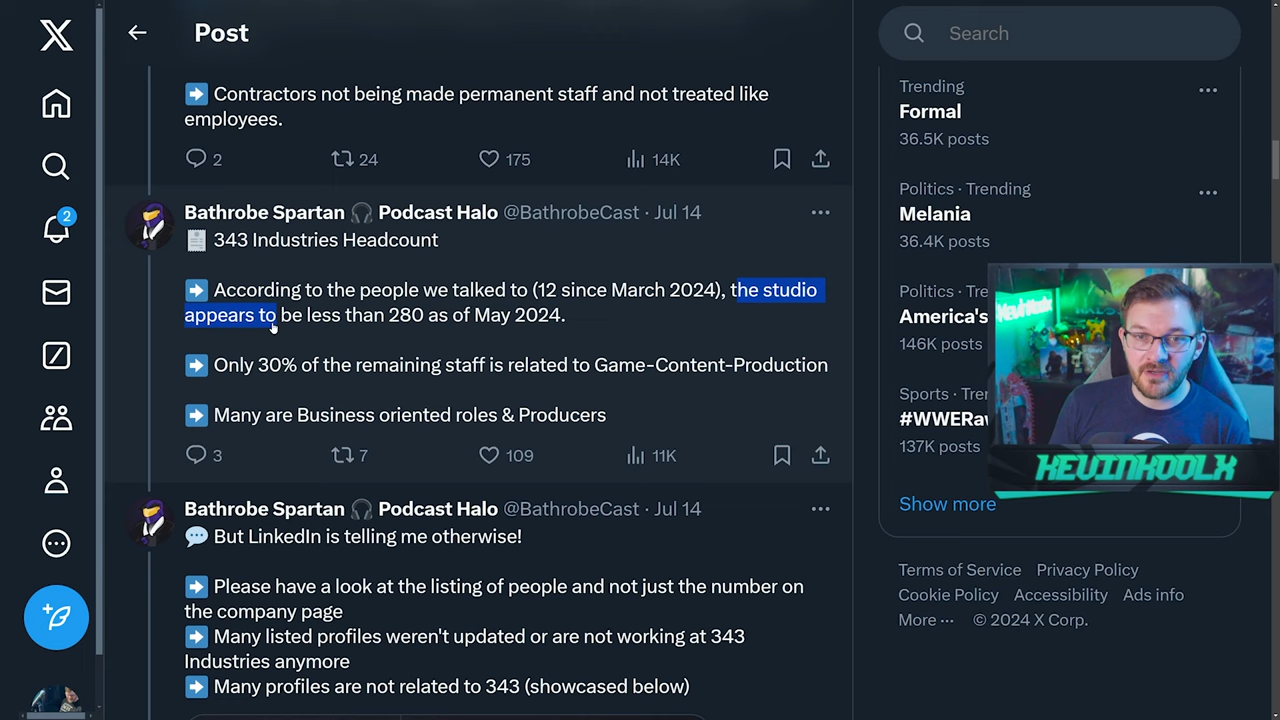 Post
Search
➡️ Contractors not being made permanent staff and not treated like
employees.
2
24
175
14K
Bathrobe Spartan 🎧 Podcast Halo @BathrobeCast · Jul 14
🧾 343 Industries Headcount
➡️ According to the people we talked to (12 since March 2024), the studio
appears to be less than 280 as of May 2024.
➡️ Only 30% of the remaining staff is related to Game-Content-Production
➡️ Many are Business oriented roles & Producers
3
7
109
11K
Bathrobe Spartan 🎧 Podcast Halo @BathrobeCast · Jul 14
💬 But LinkedIn is telling me otherwise!
➡️ Please have a look at the listing of people and not just the number on
the company page
➡️ Many listed profiles weren't updated or are not working at 343
Industries anymore
➡️ Many profiles are not related to 343 (showcased below)
2
Trending
Formal
36.5K posts
Politics · Trending
Melania
36.4K posts
Politics · Tre
America's
146K posts
Sports · Tre
#WWERa
137K posts
Show more
KEVINKOOLX
Terms of Service Privacy Policy
Cookie Policy Accessibility Ads info
More ··· © 2024 X Corp.